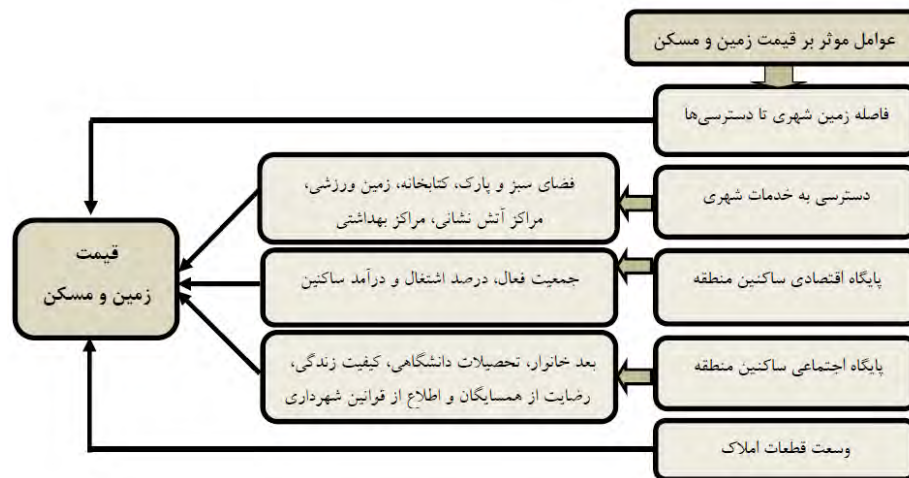 عوامل موثر بر قیمت زمین و مسکن
فاصله زمین شهری تا دسترسی‌ها
دسترسی به خدمات شهری
فضای سبز و پارک، کتابخانه، زمین ورزشی،
مراکز آتش نشانی، مراکز بهداشتی
پایگاه اقتصادی ساکنین منطقه
جمعیت فعال، درصد اشتغال و درآمد ساکنین
پایگاه اجتماعی ساکنین منطقه
بعد خانوار، تحصیلات دانشگاهی، کیفیت زندگی،
رضایت از همسایگان و اطلاع از قوانین شهرداری
وسعت قطعات املاک
قیمت
زمین و مسکن